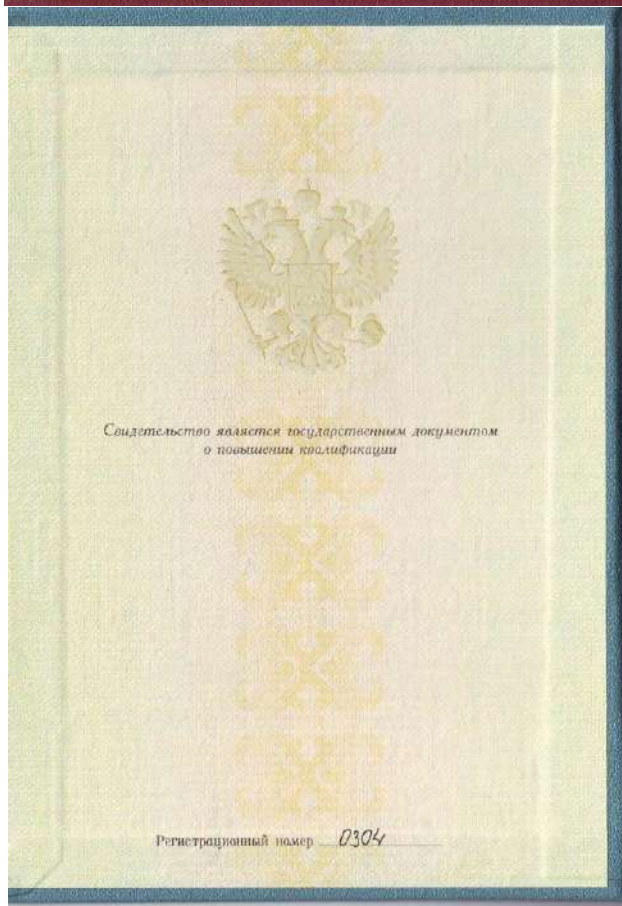 Свидетельство является государственным документом
о повышении квалификации
Регистрационный номер 0304